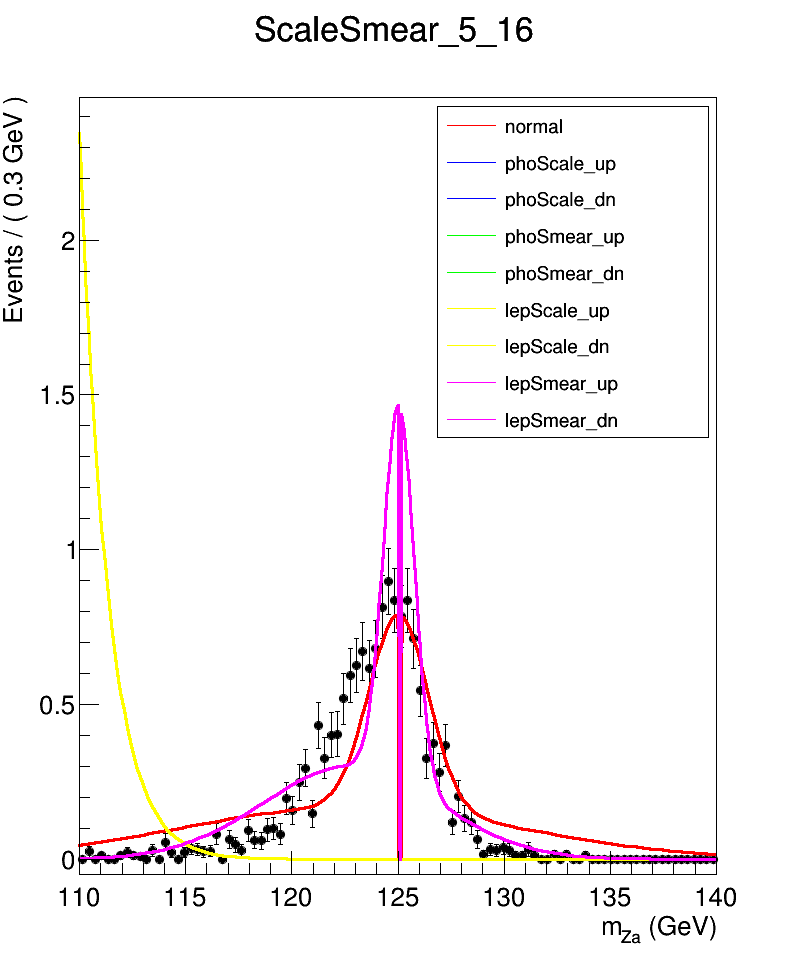 ScaleSmear_5_16
Events / ( 0.3 GeV )
normal
phoScale_up
phoScale_dn
phoSmear_up
phoSmear_dn
lepScale_up
lepScale_dn
lepSmear_up
lepSmear_dn
2
1.5
1
0.5
0
110 115 120 125 130 135 140
m_Za (GeV)